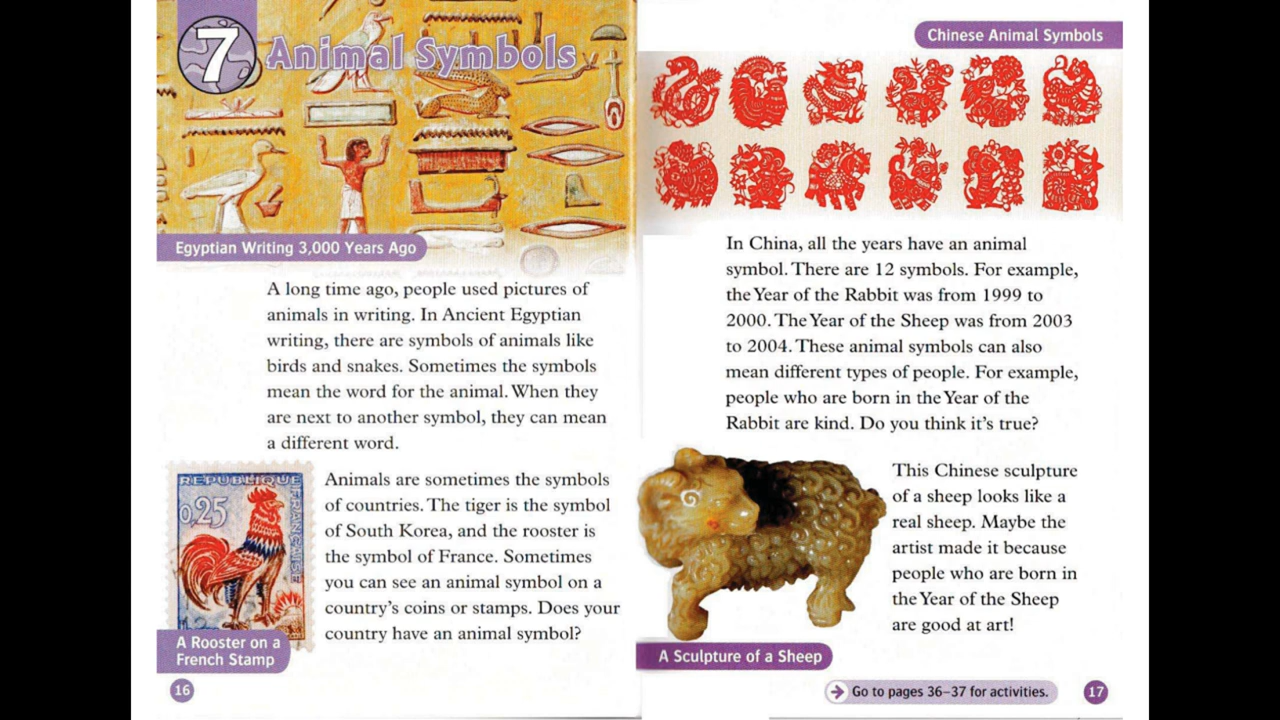 7 Animal Symbols
Egyptian Writing 3,000 Years Ago
A long time ago, people used pictures of
animals in writing. In Ancient Egyptian
writing, there are symbols of animals like
birds and snakes. Sometimes the symbols
mean the word for the animal. When they
are next to another symbol, they can mean
a different word.
REPUBLIQUE
FRANÇAISE
0,25
Animals are sometimes the symbols
of countries. The tiger is the symbol
of South Korea, and the rooster is
the symbol of France. Sometimes
you can see an animal symbol on a
country's coins or stamps. Does your
country have an animal symbol?
A Rooster on a
French Stamp
16
Chinese Animal Symbols
In China, all the years have an animal
symbol. There are 12 symbols. For example,
the Year of the Rabbit was from 1999 to
2000. The Year of the Sheep was from 2003
to 2004. These animal symbols can also
mean different types of people. For example,
people who are born in the Year of the
Rabbit are kind. Do you think it's true?
This Chinese sculpture
of a sheep looks like a
real sheep. Maybe the
artist made it because
people who are born in
the Year of the Sheep
are good at art!
A Sculpture of a Sheep
Go to pages 36–37 for activities.
17